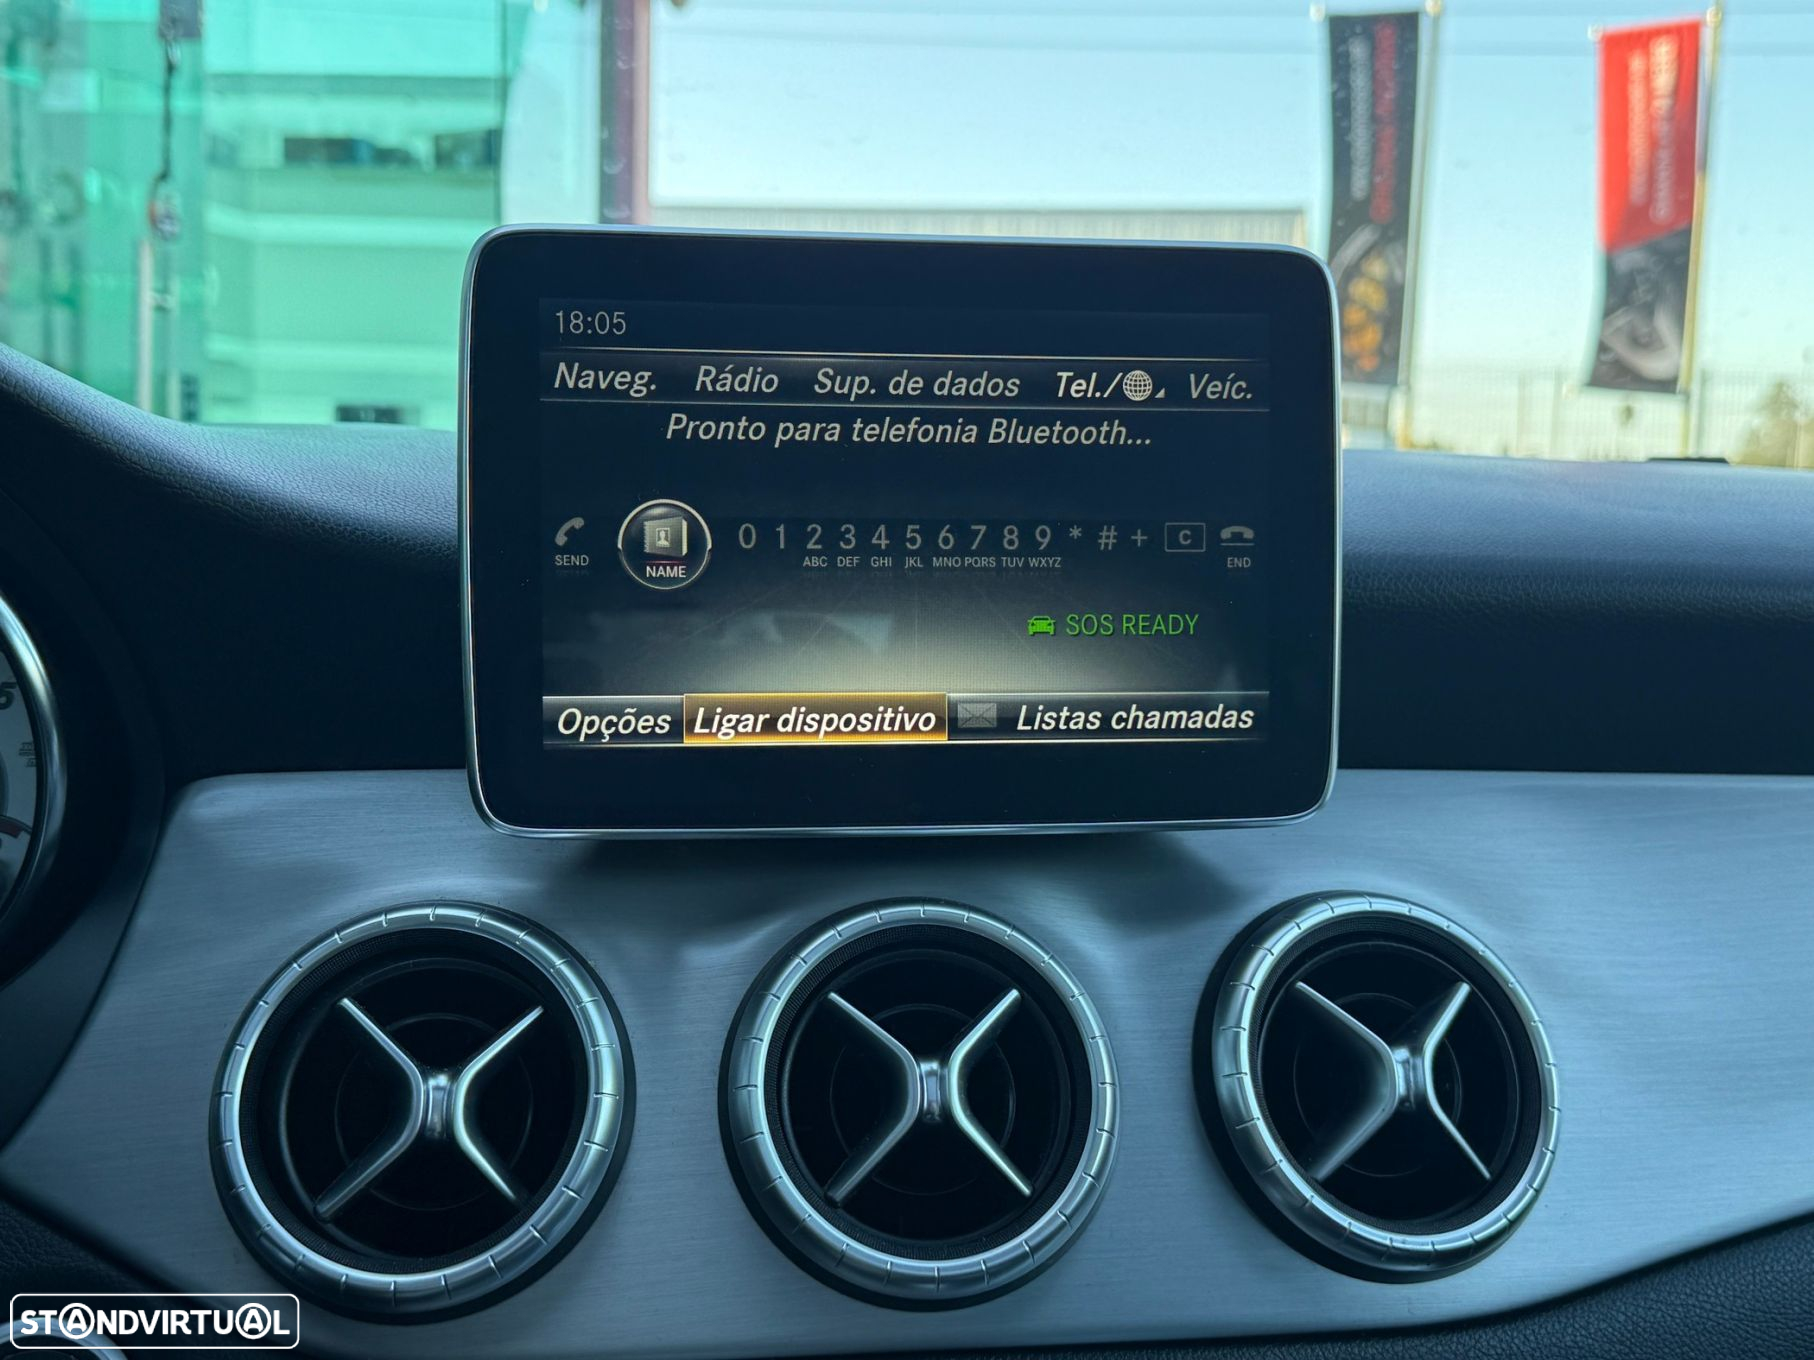 18:05
Naveg. Rádio Sup. de dados Tel./ Veíc.
Pronto para telefonia Bluetooth...
0 1 2 3 4 5 6 7 8 9 * # + C
SEND NAME ABC DEF GHI JKL MNO PQRS TUV WXYZ END
SOS READY
Opções Ligar dispositivo Listas chamadas
STANDVIRTUAL